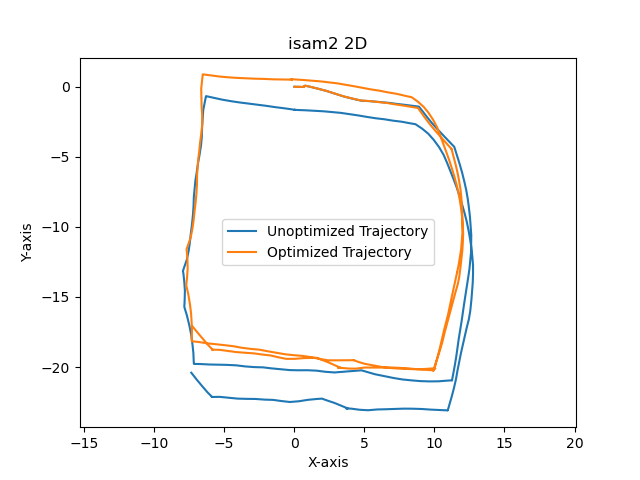 isam2 2D
0
−5
−10
−15
−20
Y-axis
Unoptimized Trajectory
Optimized Trajectory
−15
−10
−5
0
5
10
15
20
X-axis